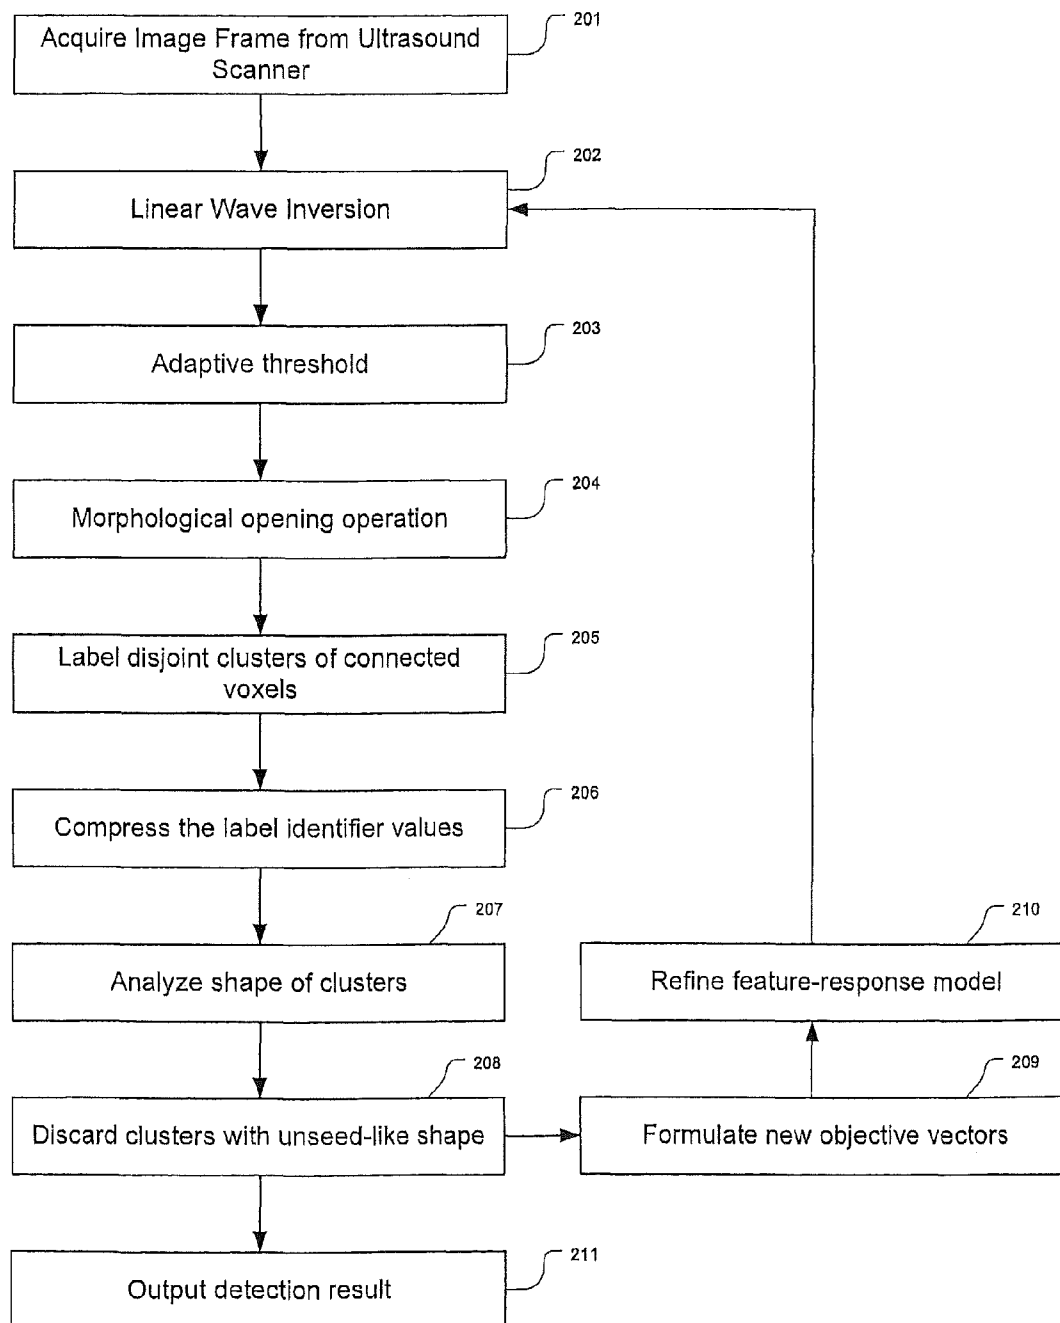 Acquire Image Frame from Ultrasound
Scanner
201
Linear Wave Inversion
202
Adaptive threshold
203
Morphological opening operation
204
Label disjoint clusters of connected
voxels
205
Compress the label identifier values
206
Analyze shape of clusters
207
Refine feature-response model
210
Discard clusters with unseed-like shape
208
Formulate new objective vectors
209
Output detection result
211